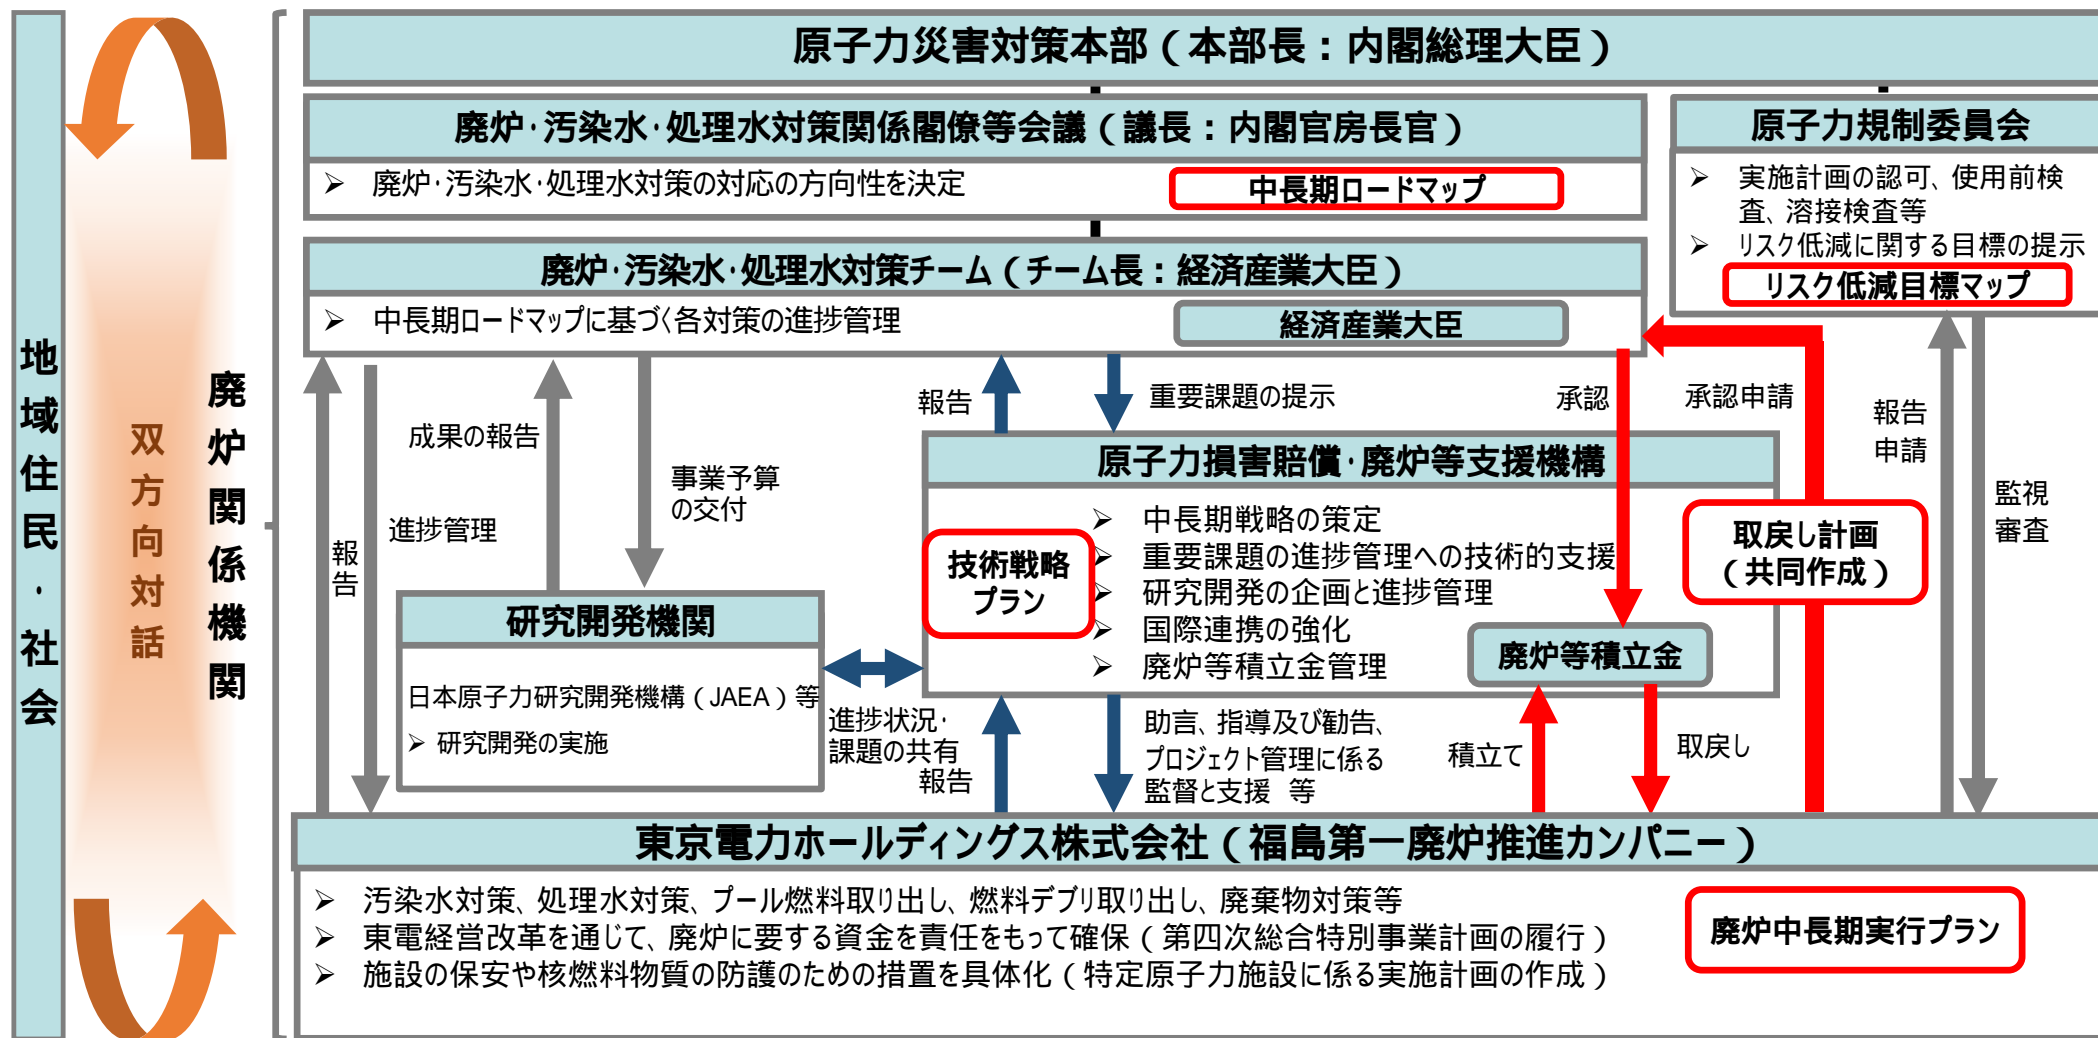 原子力災害対策本部(本部長:内閣総理大臣)
廃炉・汚染水・処理水対策関係閣僚等会議(議長:内閣官房長官)
➢ 廃炉・汚染水・処理水対策の対応の方向性を決定
中長期ロードマップ
原子力規制委員会
➢ 実施計画の認可、使用前検
査、溶接検査等
➢ リスク低減に関する目標の提示
リスク低減目標マップ
廃炉・汚染水・処理水対策チーム(チーム長:経済産業大臣)
➢ 中長期ロードマップに基づく各対策の進捗管理
経済産業大臣
地域住民・社会
双方向対話
廃炉関係機関
報告
進捗管理
成果の報告
事業予算
の交付
報告
重要課題の提示
承認
承認申請
報告
申請
監視
審査
原子力損害賠償・廃炉等支援機構
➢ 中長期戦略の策定
➢ 重要課題の進捗管理への技術的支援
➢ 研究開発の企画と進捗管理
➢ 国際連携の強化
➢ 廃炉等積立金管理
技術戦略
プラン
廃炉等積立金
取戻し計画
(共同作成)
研究開発機関
日本原子力研究開発機構(JAEA)等
➢ 研究開発の実施
進捗状況・
課題の共有
報告
助言、指導及び勧告、
プロジェクト管理に係る
監督と支援 等
積立て
取戻し
東京電力ホールディングス株式会社(福島第一廃炉推進カンパニー)
➢ 汚染水対策、処理水対策、プール燃料取り出し、燃料デブリ取り出し、廃棄物対策等
➢ 東電経営改革を通じて、廃炉に要する資金を責任をもって確保(第四次総合特別事業計画の履行)
➢ 施設の保安や核燃料物質の防護のための措置を具体化(特定原子力施設に係る実施計画の作成)
廃炉中長期実行プラン